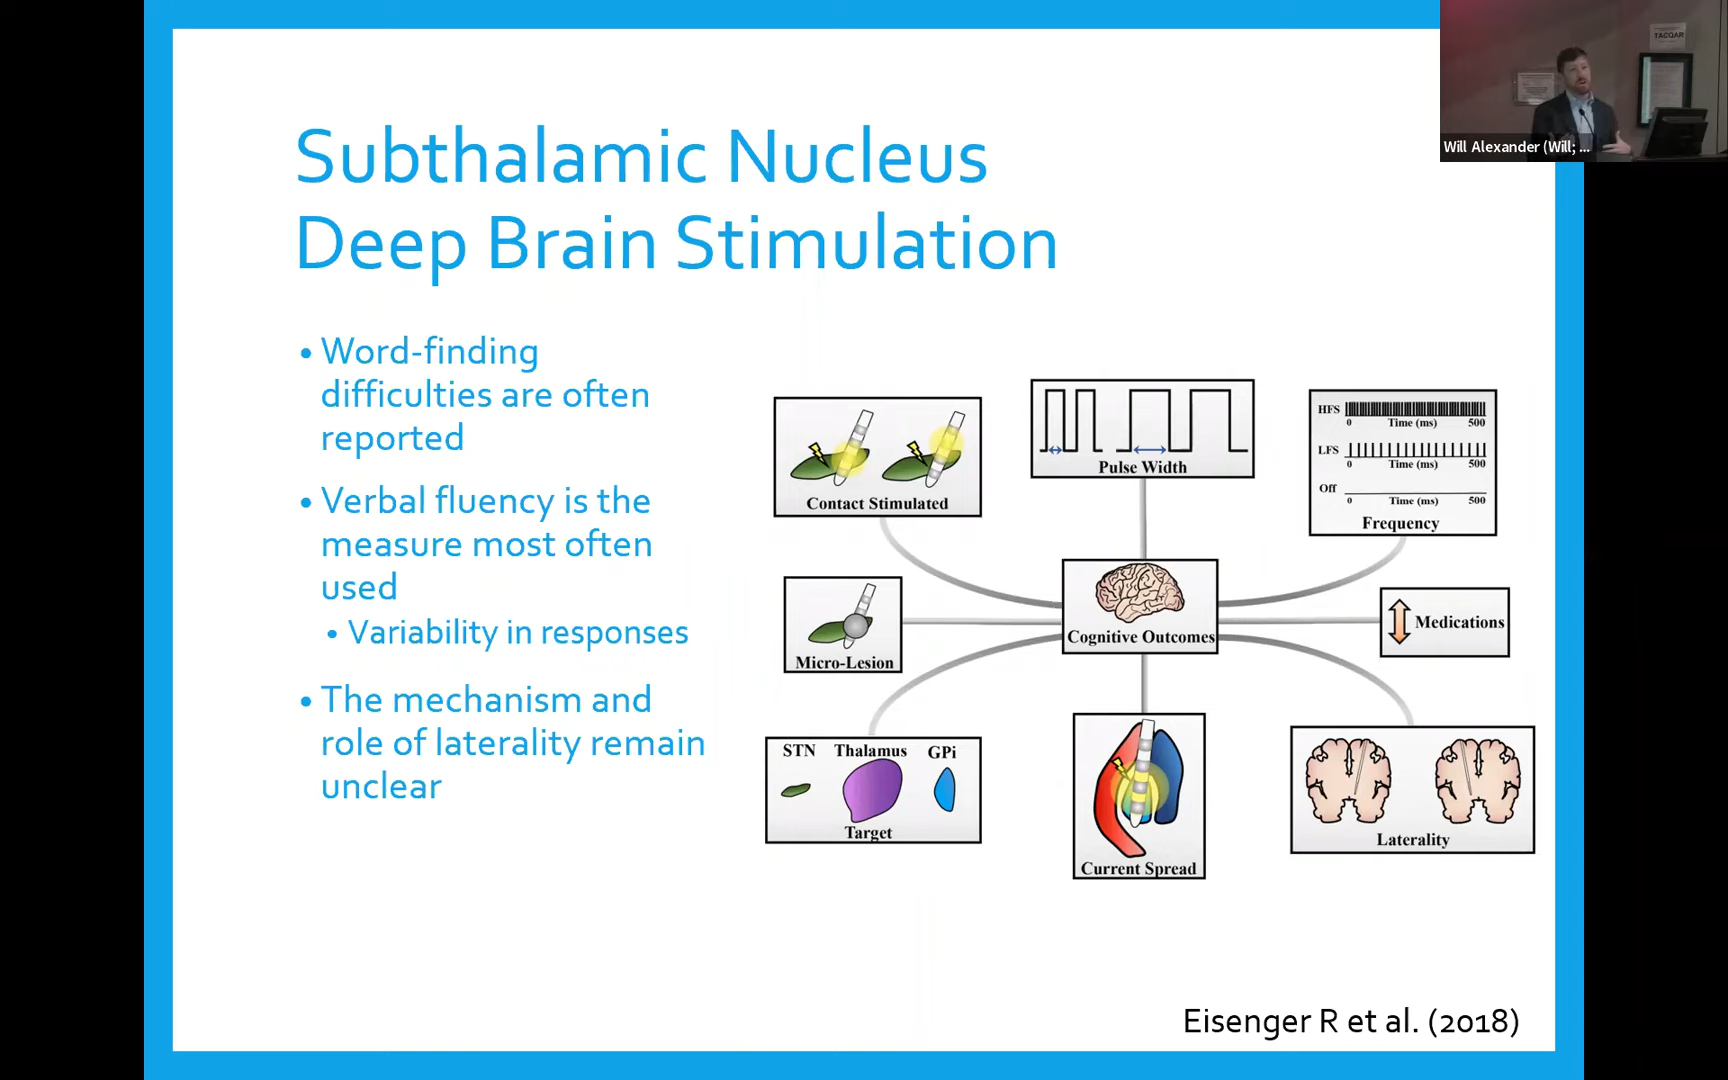 Subthalamic Nucleus
Deep Brain Stimulation
• Word-finding
difficulties are often
reported
• Verbal fluency is the
measure most often
used
• Variability in responses
• The mechanism and
role of laterality remain
unclear
Contact Stimulated
Pulse Width
HFS
0 Time (ms) 500
LFS
0 Time (ms) 500
Off
0 Time (ms) 500
Frequency
Micro-Lesion
Cognitive Outcomes
Medications
STN Thalamus GPi
Target
Current Spread
Laterality
Eisenger R et al. (2018)
TACQAR
Will Alexander (Will; ...